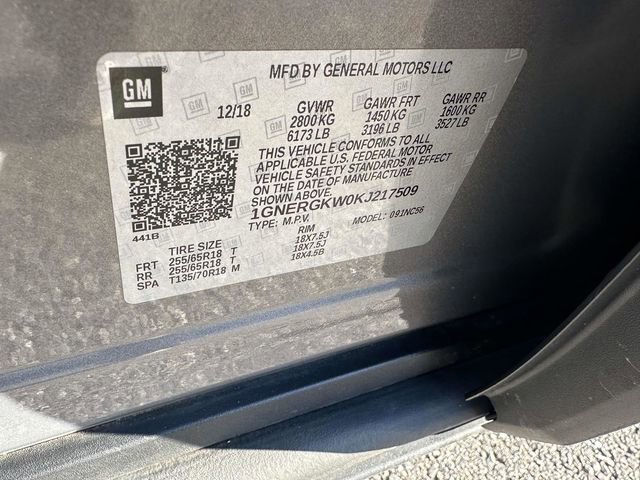 GM
MFD BY GENERAL MOTORS LLC
12/18
GVWR GAWR FRT GAWR RR
2800 KG 1450 KG 1600 KG
6173 LB 3196 LB 3527 LB
THIS VEHICLE CONFORMS TO ALL
APPLICABLE U.S. FEDERAL MOTOR
VEHICLE SAFETY STANDARDS IN EFFECT
ON THE DATE OF MANUFACTURE
SHOWN ABOVE.
1GNERGKW0KJ217509
TYPE: M.P.V. MODEL: 091NC56
441B
TIRE SIZE RIM
FRT 255/65R18 T 18X7.5J
RR 255/65R18 T 18X7.5J
SPA T135/70R18 M 18X4.5B